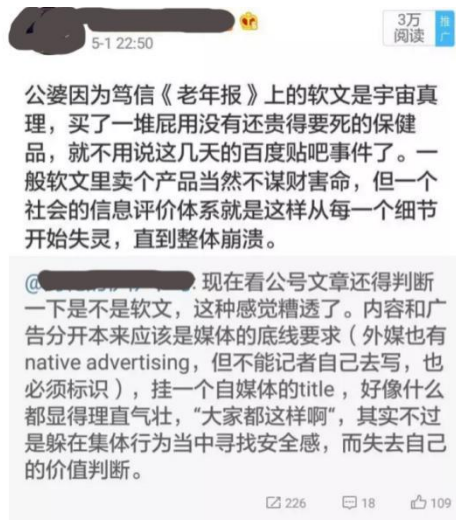 3万
阅读
推广
5-1 22:50
公婆因为笃信《老年报》上的软文是宇宙真
理，买了一堆屁用没有还贵得要死的保健
品，就不用说这几天的百度贴吧事件了。一
般软文里卖个产品当然不谋财害命，但一个
社会的信息评价体系就是这样从每一个细节
开始失灵，直到整体崩溃。
@: 现在看公号文章还得判断
一下是不是软文，这种感觉糟透了。内容和广
告分开本来应该是媒体的底线要求（外媒也有
native advertising，但不能记者自己去写，也
必须标识），挂一个自媒体的title，好像什么
都显得理直气壮，“大家都这样啊“，其实不过
是躲在集体行为当中寻找安全感，而失去自己
的价值判断。
226 18 109